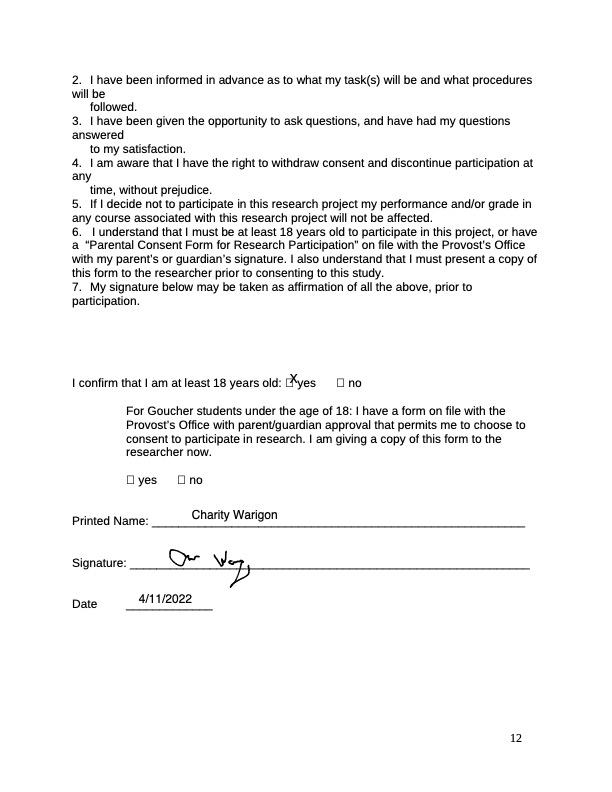 2. I have been informed in advance as to what my task(s) will be and what procedures
will be
followed.
3. I have been given the opportunity to ask questions, and have had my questions
answered
to my satisfaction.
4. I am aware that I have the right to withdraw consent and discontinue participation at
any
time, without prejudice.
5. If I decide not to participate in this research project my performance and/or grade in
any course associated with this research project will not be affected.
6. I understand that I must be at least 18 years old to participate in this project, or have
a “Parental Consent Form for Research Participation” on file with the Provost’s Office
with my parent’s or guardian’s signature. I also understand that I must present a copy of
this form to the researcher prior to consenting to this study.
7. My signature below may be taken as affirmation of all the above, prior to
participation.
I confirm that I am at least 18 years old: □ X yes □ no
For Goucher students under the age of 18: I have a form on file with the
Provost’s Office with parent/guardian approval that permits me to choose to
consent to participate in research. I am giving a copy of this form to the
researcher now.
□ yes □ no
Printed Name: Charity Warigon
Signature:
Date 4/11/2022
12